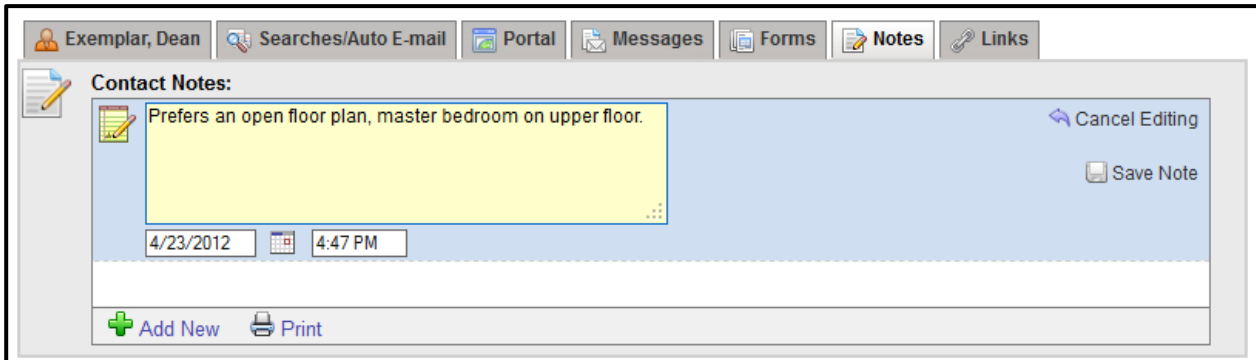 Exemplar, Dean Searches/Auto E-mail Portal Messages Forms Notes Links
Contact Notes:
Prefers an open floor plan, master bedroom on upper floor.
Cancel Editing
Save Note
4/23/2012 4:47 PM
Add New Print